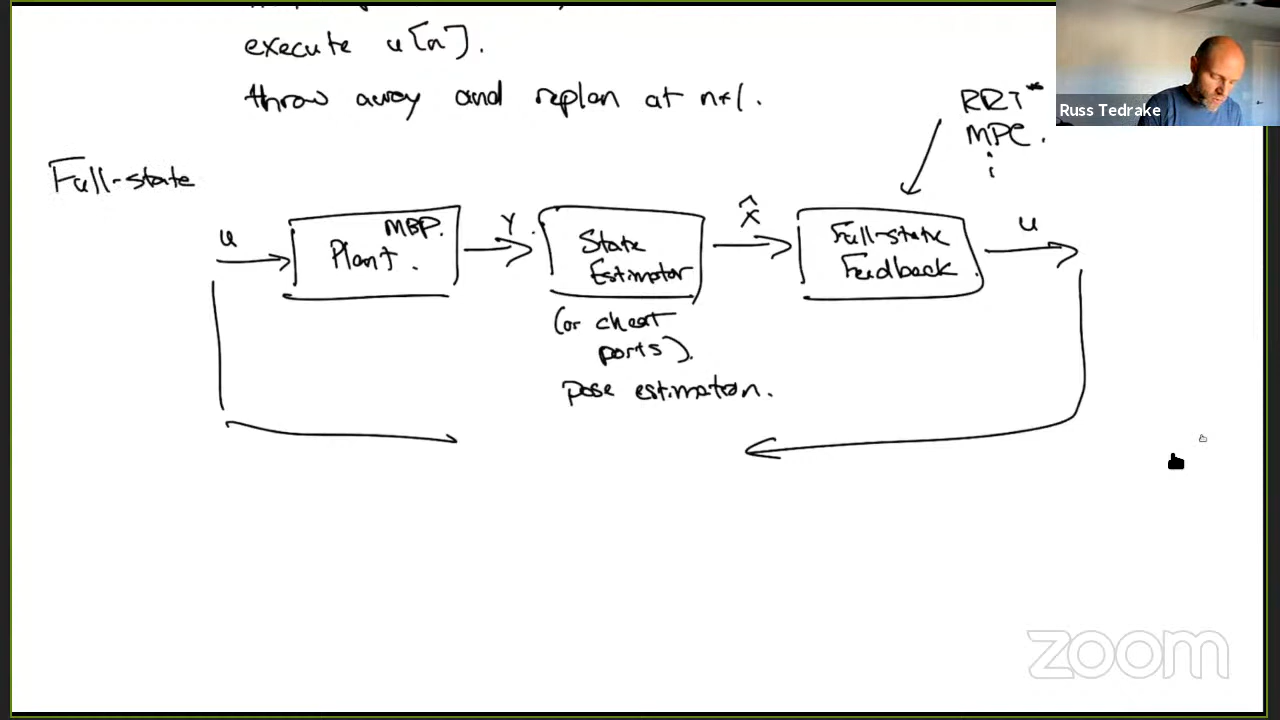 execute u[n].
throw away and replan at n+1.
RRT*
MPC.
Russ Tedrake
Full-state
u
Plant.
MBP.
y
State
Estimator
(or cheat
ports).
pose estimation.
x̂
Full-state
Feedback
u
zoom